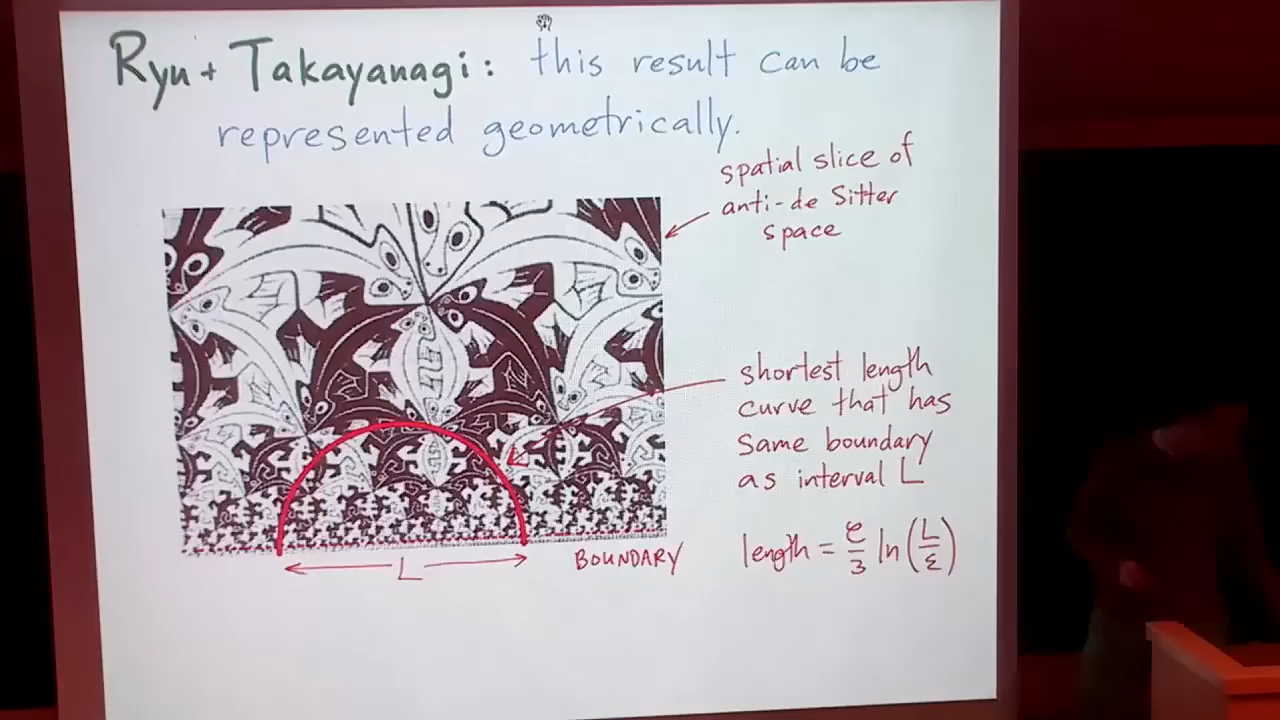 Ryu + Takayanagi: this result can be
represented geometrically.
spatial slice of
anti-de Sitter
space
shortest length
curve that has
same boundary
as interval L
length = c/3 ln(L/ε)
L
BOUNDARY